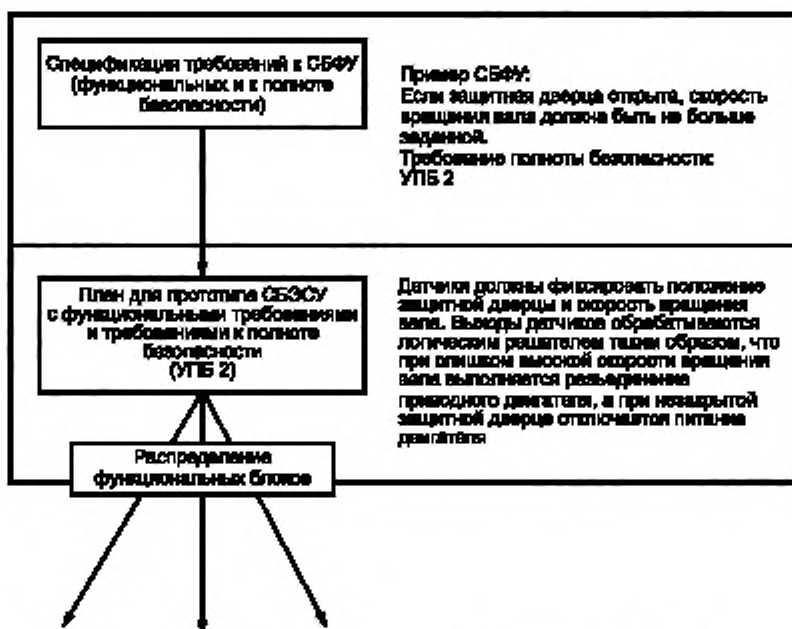 Спецификация требований к СБФУ
(функциональных и к полноте
безопасности)
Пример СБФУ:
Если защитная дверца открыта, скорость
вращения вала должна быть не больше
заданной.
Требование полноты безопасности:
УПБ 2
План для прототипа СБЭСУ
с функциональными требованиями
и требованиями к полноте
безопасности
(УПБ 2)
Датчики должны фиксировать положение
защитной дверцы и скорость вращения
вала. Выходы датчиков обрабатываются
логическим решателем таким образом, что
при слишком высокой скорости вращения
вала выполняется разъединение
приводного двигателя, а при незакрытой
защитной дверце отключается питание
двигателя
Распределение
функциональных блоков